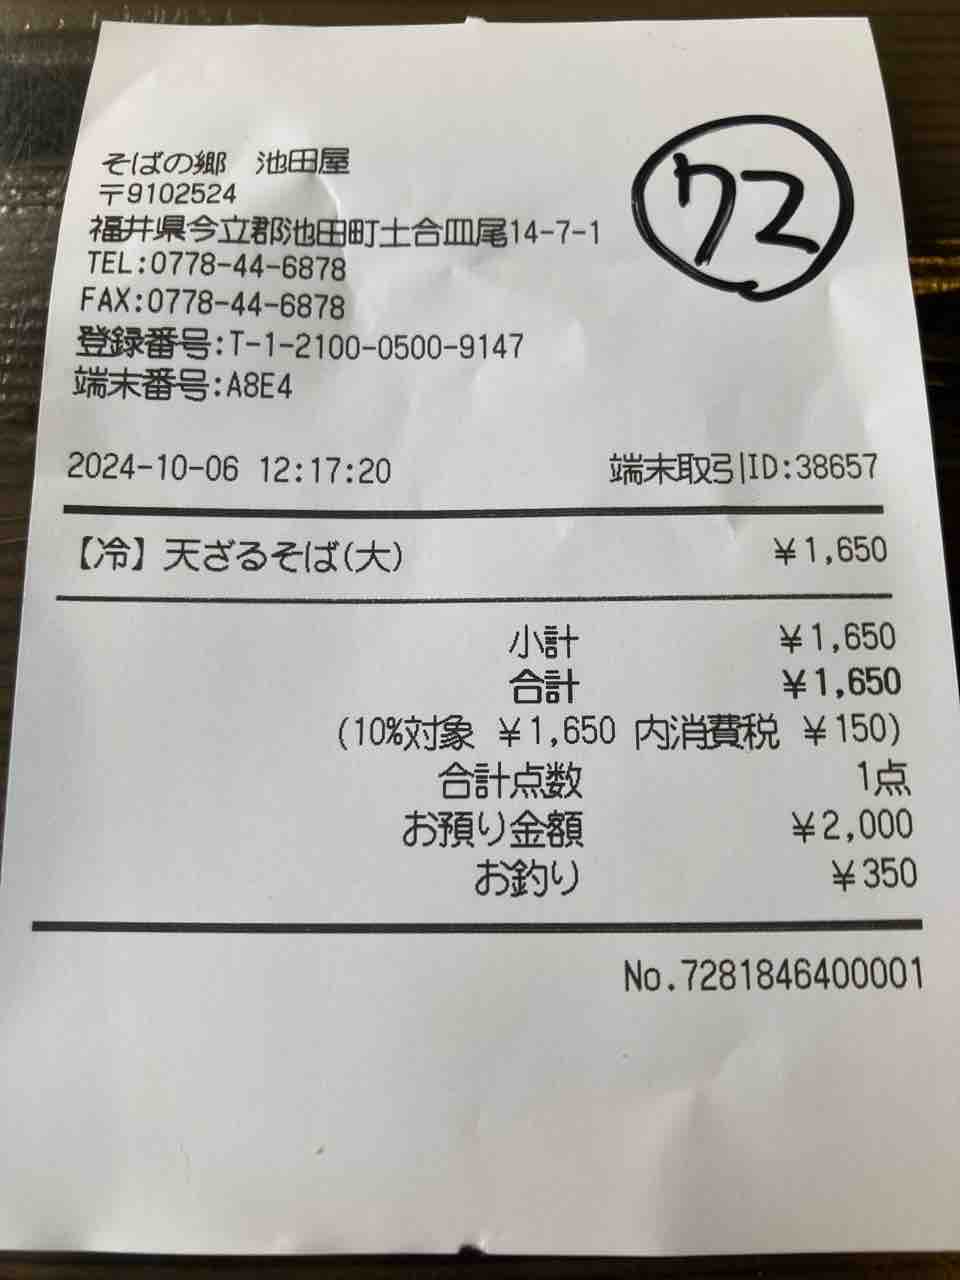 そばの郷　池田屋
72
〒9102524
福井県今立郡池田町土合皿尾14-7-1
TEL:0778-44-6878
FAX:0778-44-6878
登録番号:T-1-2100-0500-9147
端末番号:A8E4
2024-10-06 12:17:20 端末取引ID:38657
【冷】天ざるそば(大) ¥1,650
小計 ¥1,650
合計 ¥1,650
(10%対象 ¥1,650 内消費税 ¥150)
合計点数 1点
お預り金額 ¥2,000
お釣り ¥350
No.7281846400001